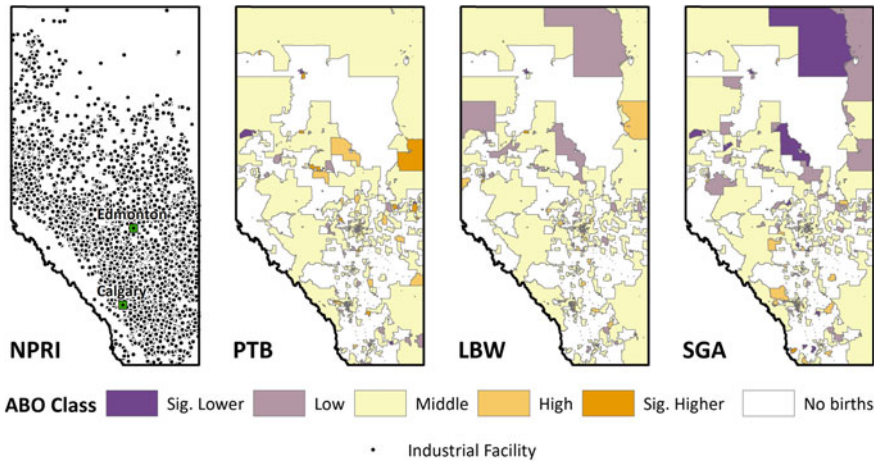 Edmonton
Calgary
NPRI PTB LBW SGA
ABO Class Sig. Lower Low Middle High Sig. Higher No births
Industrial Facility